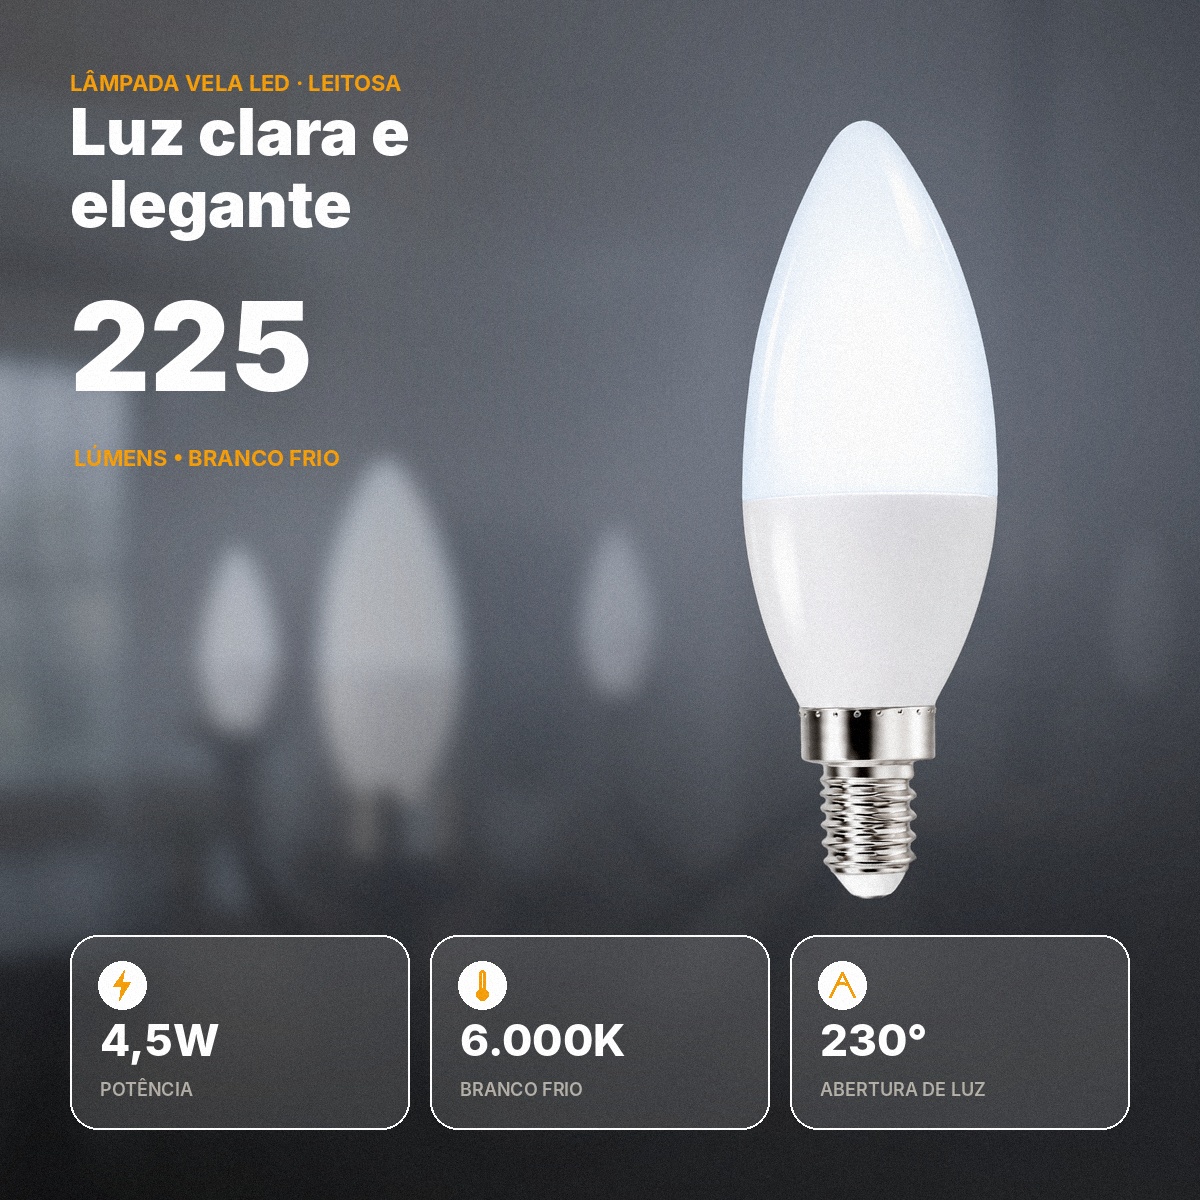 LÂMPADA VELA LED · LEITOSA
Luz clara e
elegante
225
LÚMENS • BRANCO FRIO
4,5W
POTÊNCIA
6.000K
BRANCO FRIO
230°
ABERTURA DE LUZ